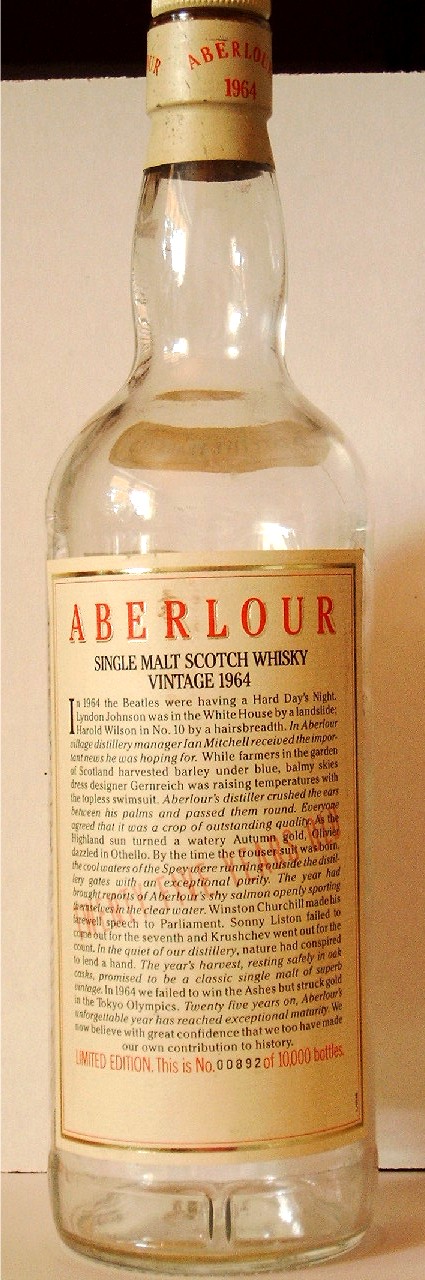 ABERLOUR
1964
ABERLOUR
SINGLE MALT SCOTCH WHISKY
VINTAGE 1964
In 1964 the Beatles were having a Hard Day's Night.
Lyndon Johnson was in the White House by a landslide;
Harold Wilson in No. 10 by a hairsbreadth. In Aberlour
village distillery manager Ian Mitchell received the impor-
tant news he was hoping for. While farmers in the garden
of Scotland harvested barley under blue, balmy skies
dress designer Gernreich was raising temperatures with
the topless swimsuit. Aberlour's distiller crushed the ears
between his palms and passed them round. Everyone
agreed that it was a crop of outstanding quality. As the
Highland sun turned a watery Autumn gold, Olivier
dazzled in Othello. By the time the trouser suit was born,
the cool waters of the Spey were running outside the distil-
lery gates with an exceptional purity. The year had
brought reports of Aberlour's shy salmon openly sporting
themselves in the clear water. Winston Churchill made his
farewell speech to Parliament. Sonny Liston failed to
come out for the seventh and Krushchev went out for the
count. In the quiet of our distillery, nature had conspired
to lend a hand. The year's harvest, resting safely in oak
casks, promised to be a classic single malt of superb
vintage. In 1964 we failed to win the Ashes but struck gold
in the Tokyo Olympics. Twenty five years on, Aberlour's
unforgettable year has reached exceptional maturity. We
now believe with great confidence that we too have made
our own contribution to history.
LIMITED EDITION. This is No. 00892 of 10,000 bottles.